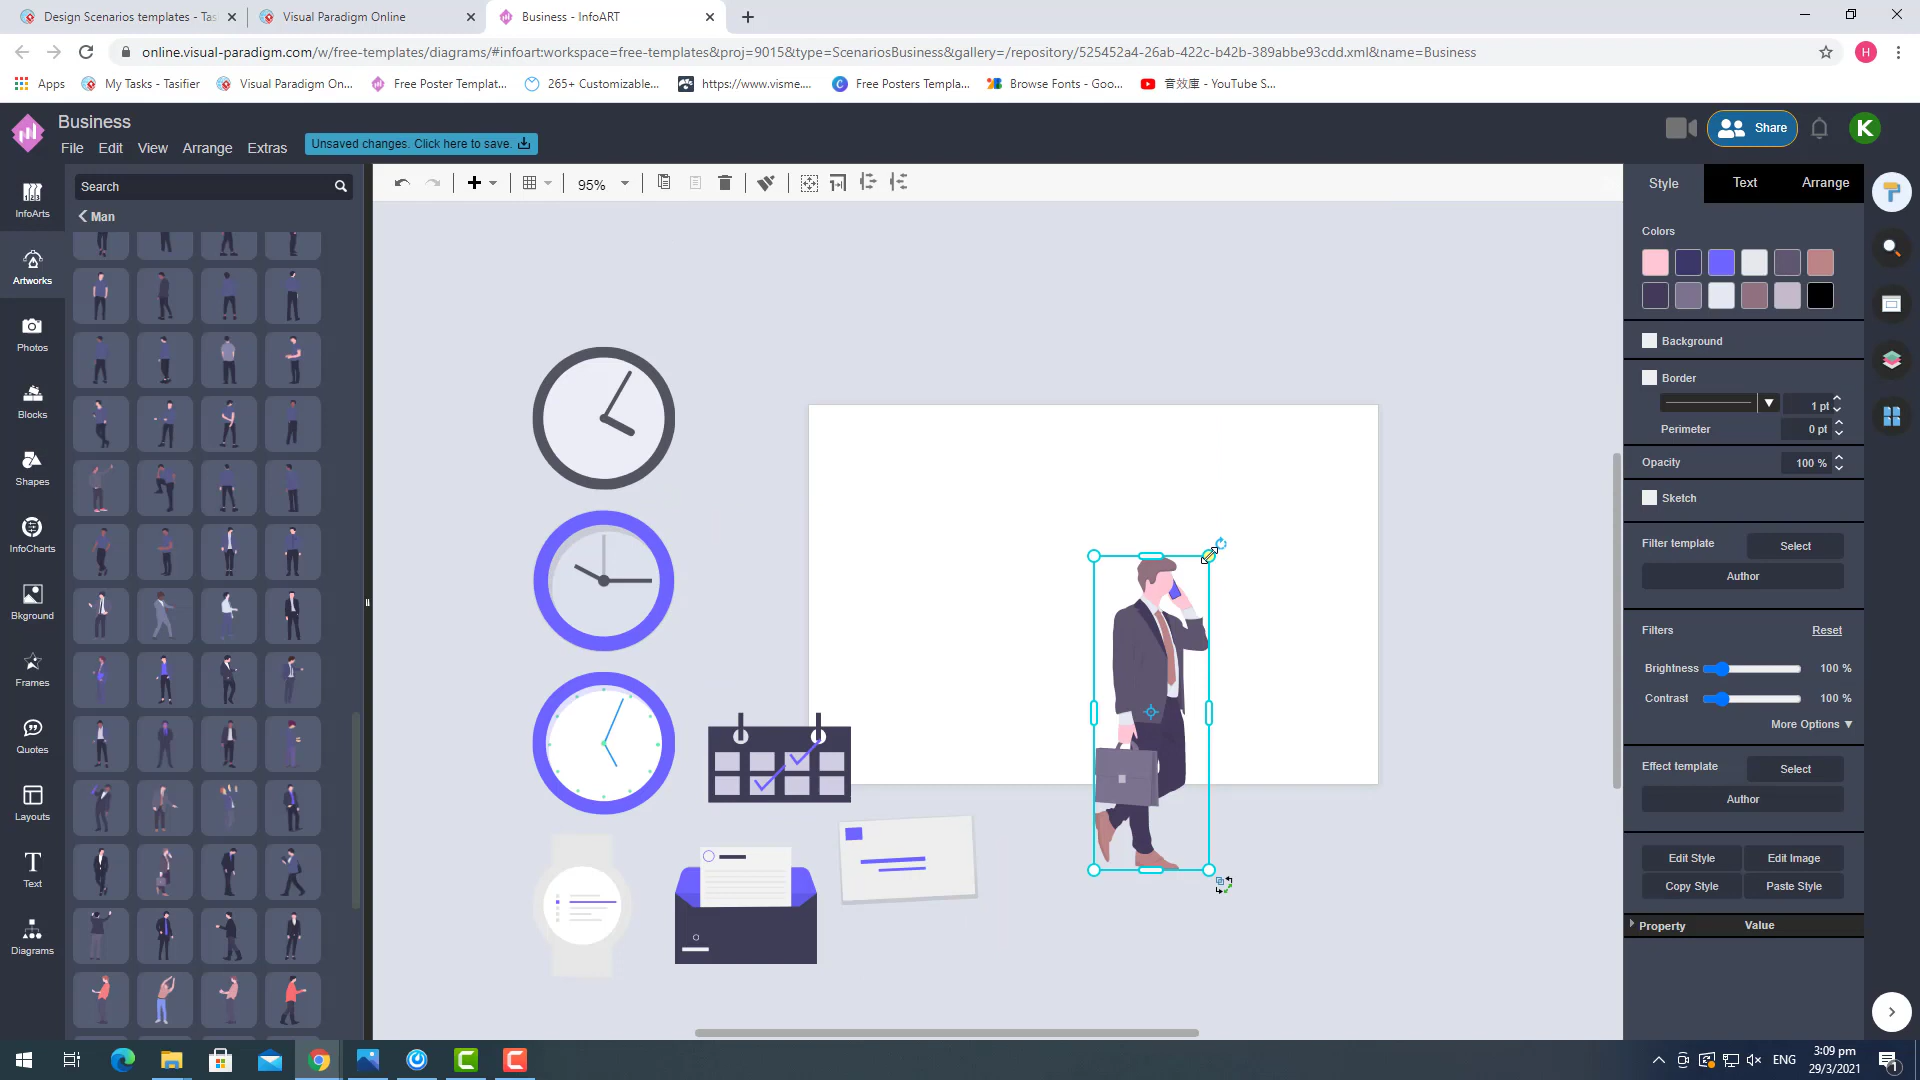 Design Scenarios templates - Tas
Visual Paradigm Online
Business - InfoART
online.visual-paradigm.com/w/free-templates/diagrams/#infoart:workspace=free-templates&proj=9015&type=ScenariosBusiness&gallery=/repository/525452a4-26ab-422c-b42b-389abbe93cdd.xml&name=Business
H
Apps
My Tasks - Tasifier
Visual Paradigm On...
Free Poster Templat...
265+ Customizable...
https://www.visme....
Free Posters Templa...
Browse Fonts - Goo...
音效庫 - YouTube S...
Business
File Edit View Arrange Extras
Unsaved changes. Click here to save.
Share
K
InfoArts
Artworks
Photos
Blocks
Shapes
InfoCharts
Bkground
Frames
Quotes
Layouts
Text
Diagrams
Search
Man
95%
Style Text Arrange
Colors
Background
Border
1 pt
Perimeter 0 pt
Opacity 100 %
Sketch
Filter template Select
Author
Filters Reset
Brightness 100 %
Contrast 100 %
More Options
Effect template Select
Author
Edit Style Edit Image
Copy Style Paste Style
Property Value
ENG
3:09 pm
29/3/2021
1